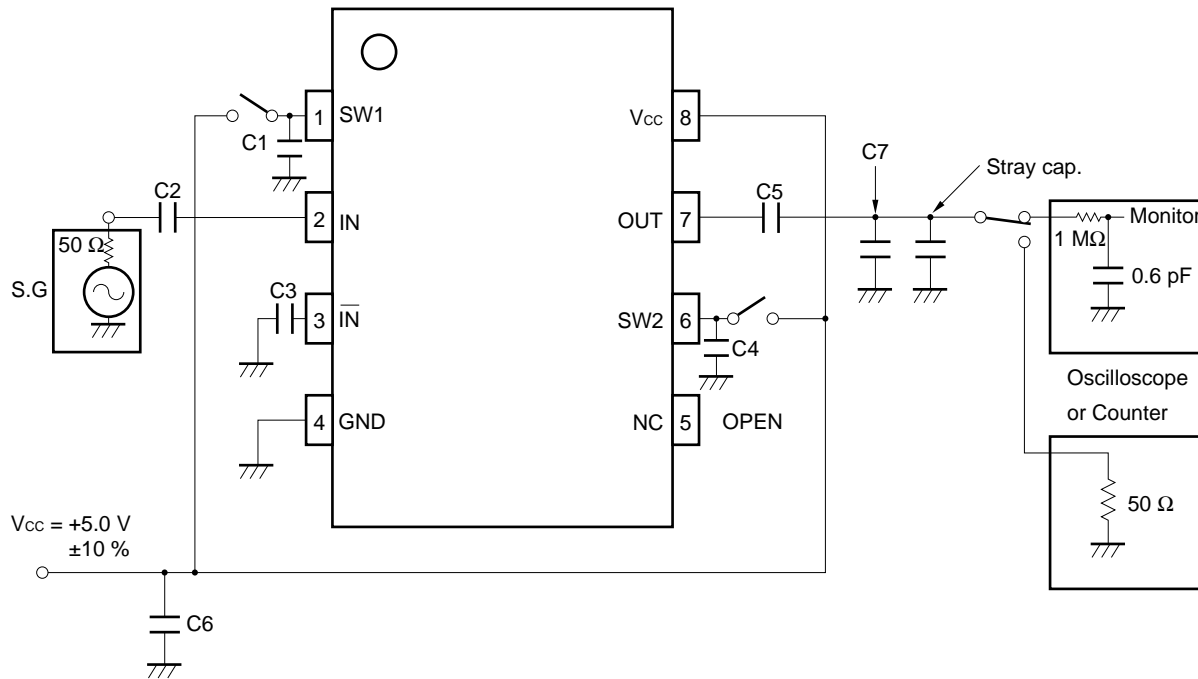 C7
Stray cap.
1
SW1
C1
VCC
8
C2
2
IN
OUT
7
C5
50 Ω
S.G
1 MΩ
Monitor
0.6 pF
C3
3
IN
SW2
6
C4
Oscilloscope
or Counter
4
GND
NC
5
OPEN
50 Ω
VCC = +5.0 V
±10 %
C6